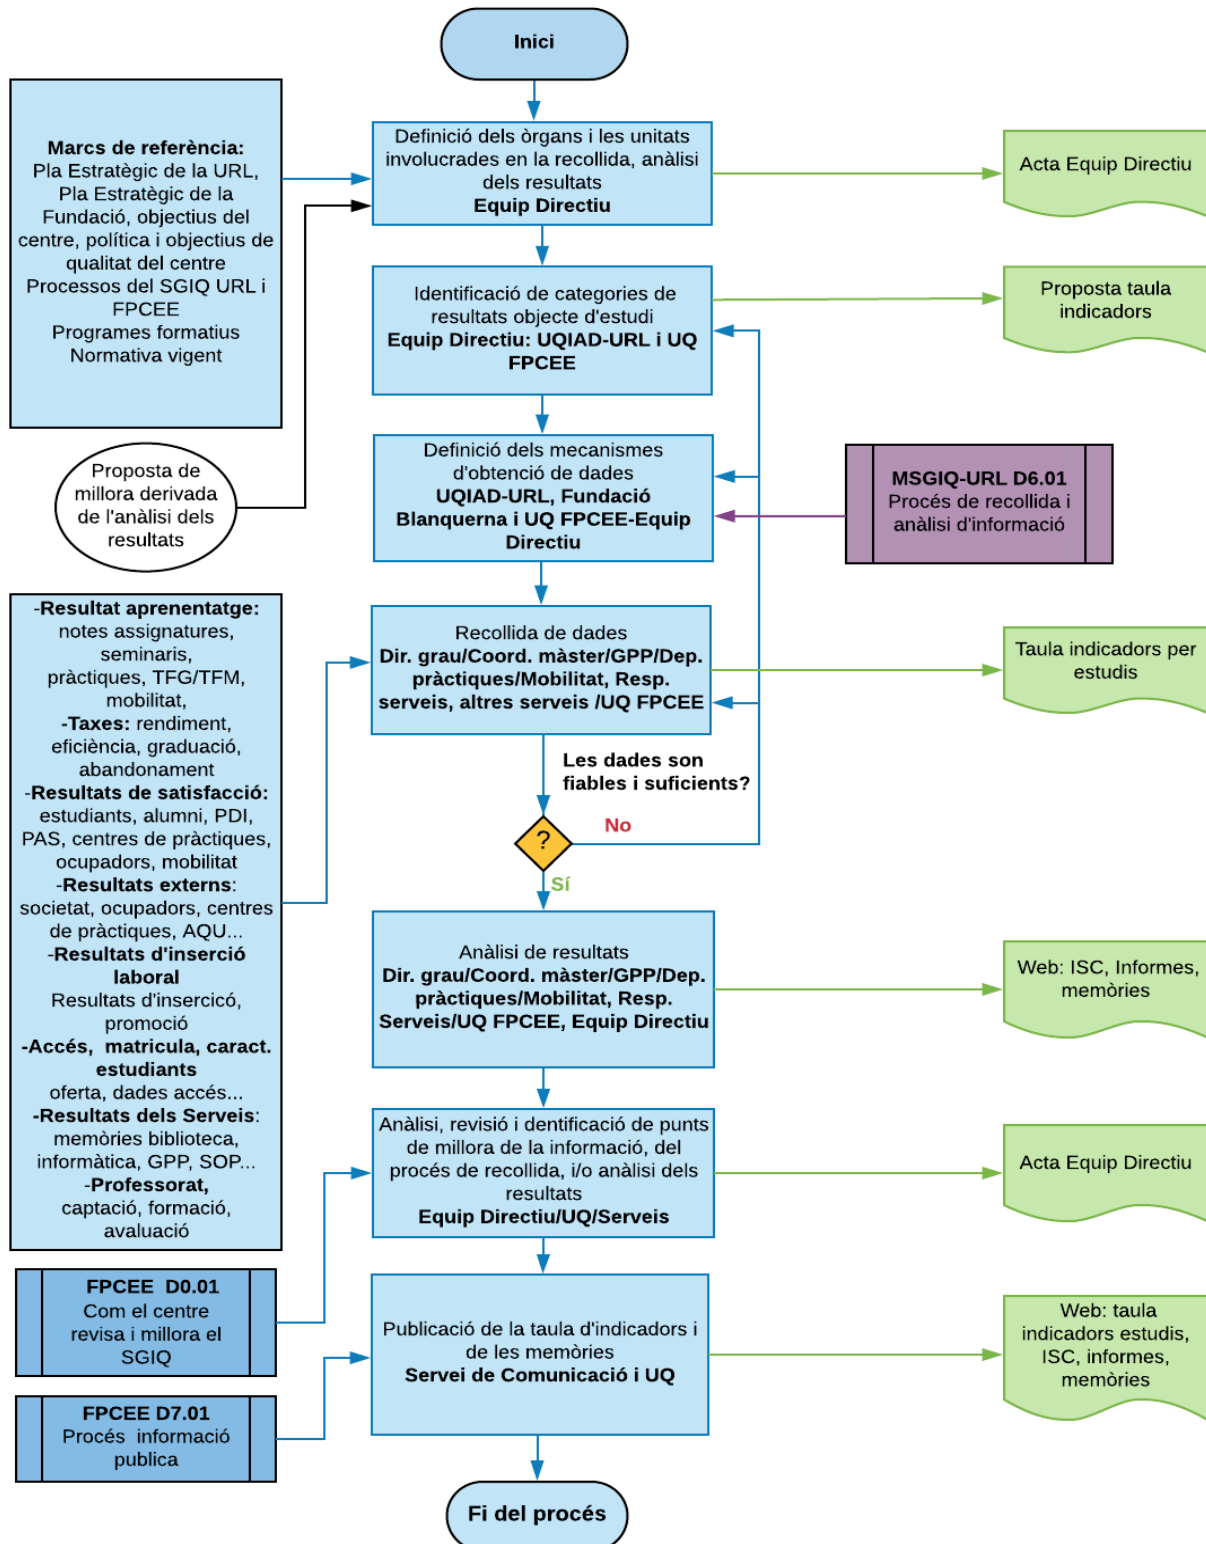 Inici
Marcs de referència:
Pla Estratègic de la URL,
Pla Estratègic de la
Fundació, objectius del
centre, política i objectius de
qualitat del centre
Processos del SGIQ URL i
FPCEE
Programes formatius
Normativa vigent
Definició dels òrgans i les unitats
involucrades en la recollida, anàlisi
dels resultats
Equip Directiu
Acta Equip Directiu
Identificació de categories de
resultats objecte d'estudi
Equip Directiu: UQIAD-URL i UQ
FPCEE
Proposta taula
indicadors
Proposta de
millora derivada
de l'anàlisi dels
resultats
Definició dels mecanismes
d'obtenció de dades
UQIAD-URL, Fundació
Blanquerna i UQ FPCEE-Equip
Directiu
MSGIQ-URL D6.01
Procés de recollida i
anàlisi d'informació
-Resultat aprenentatge:
notes assignatures,
seminaris,
pràctiques, TFG/TFM,
mobilitat,
-Taxes: rendiment,
eficiència, graduació,
abandonament
-Resultats de satisfacció:
estudiants, alumni, PDI,
PAS, centres de pràctiques,
ocupadors, mobilitat
-Resultats externs:
societat, ocupadors, centres
de pràctiques, AQU...
-Resultats d'inserció
laboral
Resultats d'insercició,
promoció
-Accés, matricula, caract.
estudiants
oferta, dades accés...
-Resultats dels Serveis:
memòries biblioteca,
informàtica, GPP, SOP...
-Professorat,
captació, formació,
avaluació
Recollida de dades
Dir. grau/Coord. màster/GPP/Dep.
pràctiques/Mobilitat, Resp.
serveis, altres serveis /UQ FPCEE
Taula indicadors per
estudis
Les dades son
fiables i suficients?
?
No
Sí
Anàlisi de resultats
Dir. grau/Coord. màster/GPP/Dep.
pràctiques/Mobilitat, Resp.
Serveis/UQ FPCEE, Equip Directiu
Web: ISC, Informes,
memòries
Anàlisi, revisió i dentificació de punts
de millora de la informació, del
procés de recollida, i/o anàlisi dels
resultats
Equip Directiu/UQ/Serveis
Acta Equip Directiu
FPCEE D0.01
Com el centre
revisa i millora el
SGIQ
Publicació de la taula d'indicadors i
de les memòries
Servei de Comunicació i UQ
Web: taula
indicadors estudis,
ISC, informes,
memòries
FPCEE D7.01
Procés informació
publica
Fi del procés